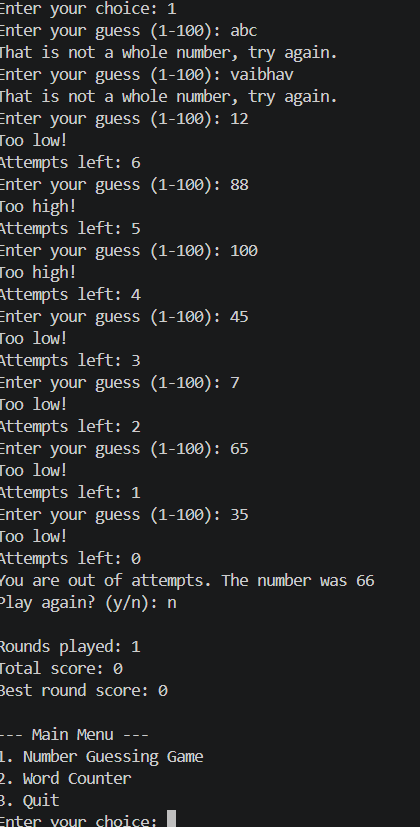 Enter your choice: 1
Enter your guess (1-100): abc
That is not a whole number, try again.
Enter your guess (1-100): vaibhav
That is not a whole number, try again.
Enter your guess (1-100): 12
Too low!
Attempts left: 6
Enter your guess (1-100): 88
Too high!
Attempts left: 5
Enter your guess (1-100): 100
Too high!
Attempts left: 4
Enter your guess (1-100): 45
Too low!
Attempts left: 3
Enter your guess (1-100): 7
Too low!
Attempts left: 2
Enter your guess (1-100): 65
Too low!
Attempts left: 1
Enter your guess (1-100): 35
Too low!
Attempts left: 0
You are out of attempts. The number was 66
Play again? (y/n): n

Rounds played: 1
Total score: 0
Best round score: 0

--- Main Menu ---
1. Number Guessing Game
2. Word Counter
3. Quit
Enter your choice: